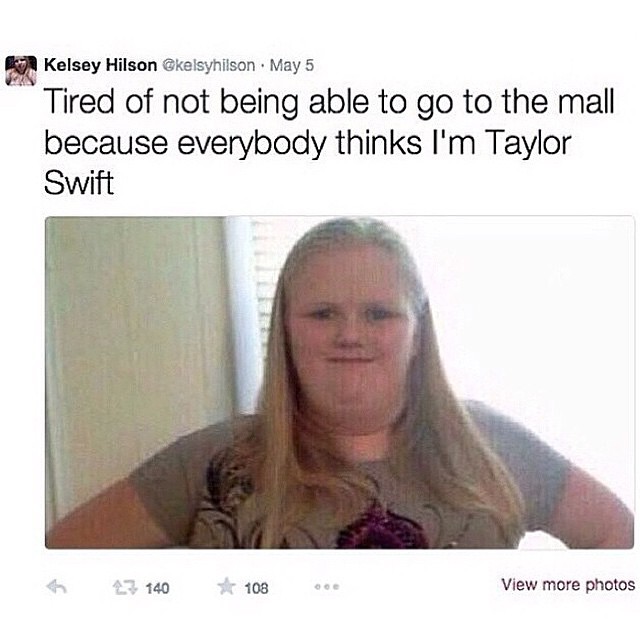 Kelsey Hilson @kelsyhilson · May 5
Tired of not being able to go to the mall
because everybody thinks I'm Taylor
Swift
140 108 View more photos